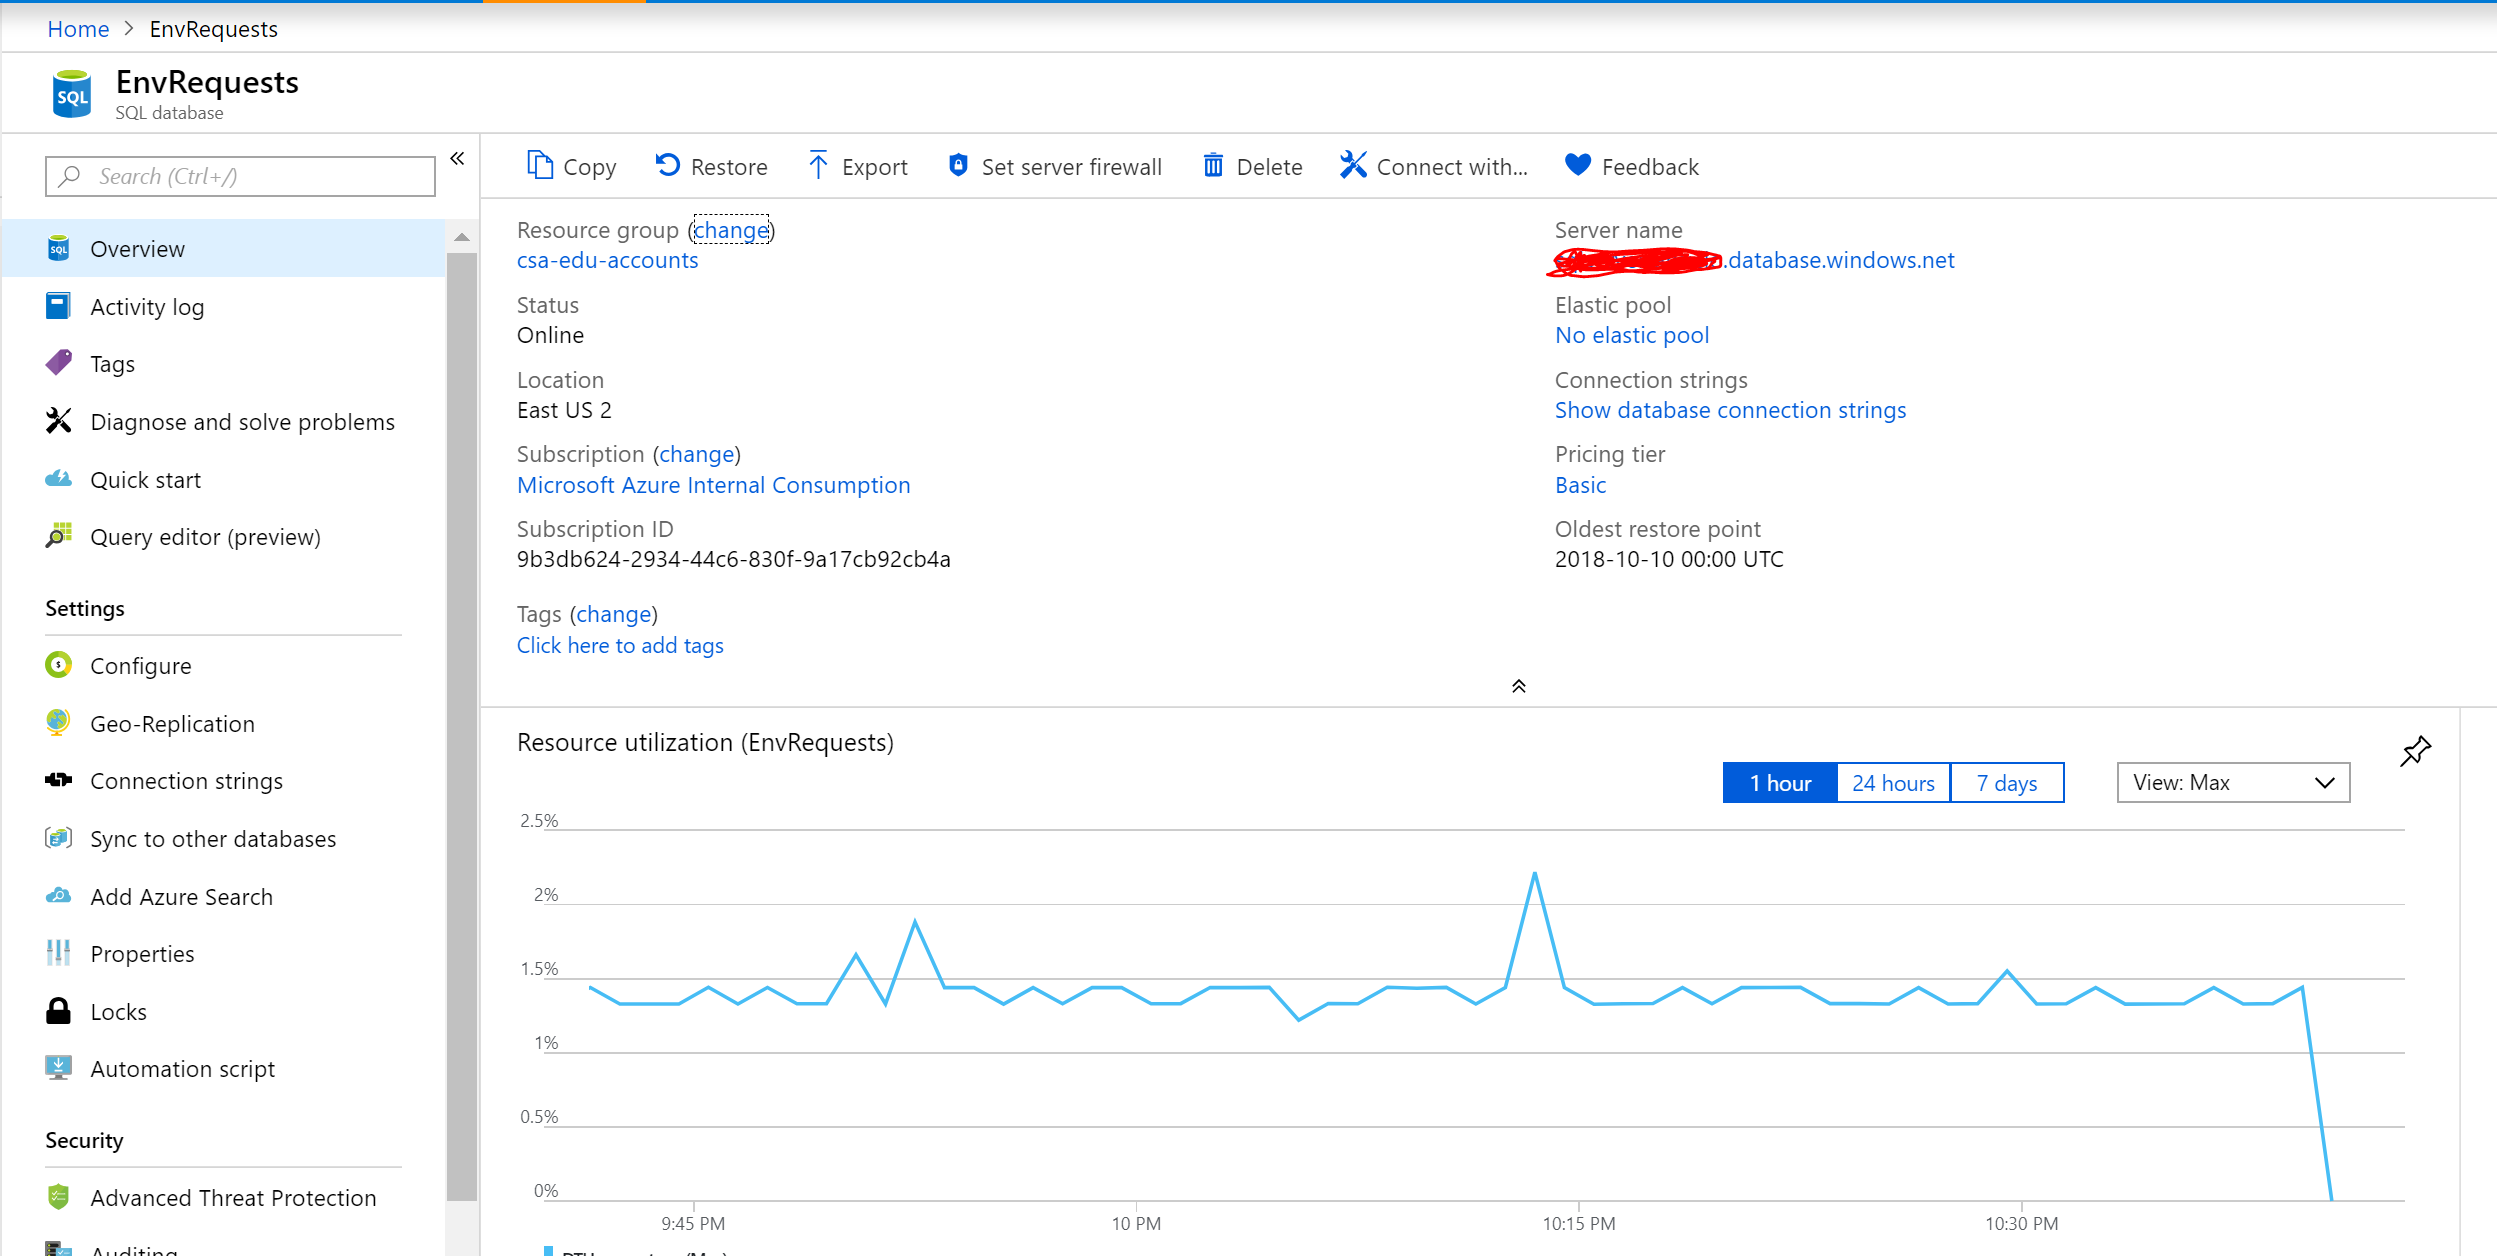 Home > EnvRequests
EnvRequests
SQL
SQL database
Search (Ctrl+/)
«
Copy
Restore
Export
Set server firewall
Delete
Connect with...
Feedback
SQL
Overview
Activity log
Tags
Diagnose and solve problems
Quick start
Query editor (preview)
Settings
Configure
Geo-Replication
Connection strings
Sync to other databases
Add Azure Search
Properties
Locks
Automation script
Security
Advanced Threat Protection
Auditing
Resource group (change)
csa-edu-accounts
Status
Online
Location
East US 2
Subscription (change)
Microsoft Azure Internal Consumption
Subscription ID
9b3db624-2934-44c6-830f-9a17cb92cb4a
Tags (change)
Click here to add tags
Server name
.database.windows.net
Elastic pool
No elastic pool
Connection strings
Show database connection strings
Pricing tier
Basic
Oldest restore point
2018-10-10 00:00 UTC
Resource utilization (EnvRequests)
1 hour
24 hours
7 days
View: Max
2.5%
2%
1.5%
1%
0.5%
0%
9:45 PM
10 PM
10:15 PM
10:30 PM